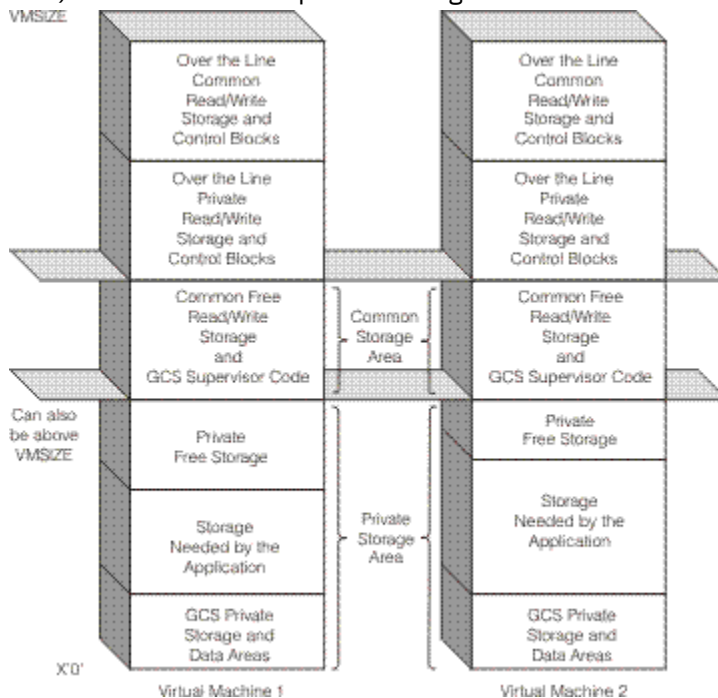 VMSIZE
Over the Line
Common
Read/Write
Storage and
Control Blocks
Over the Line
Private
Read/Write
Storage and
Control Blocks
Common Free
Read/Write
Storage
and
GCS Supervisor Code
Private
Free Storage
Storage
Needed by the
Application
GCS Private
Storage and
Data Areas
Can also
be above
VMSIZE
X'0'
Virtual Machine 1
Common
Storage
Area
Private
Storage
Area
Over the Line
Common
Read/Write
Storage and
Control Blocks
Over the Line
Private
Read/Write
Storage and
Control Blocks
Common Free
Read/Write
Storage
and
GCS Supervisor Code
Private
Free Storage
Storage
Needed by the
Application
GCS Private
Storage and
Data Areas
Virtual Machine 2